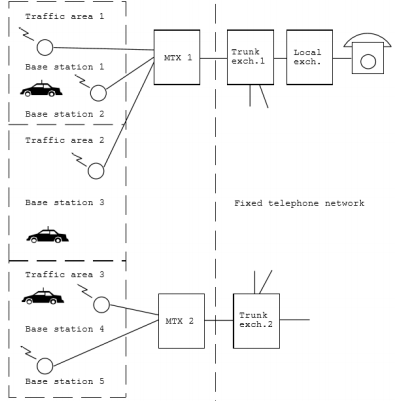 Traffic area 1
Base station 1
Base station 2
Traffic area 2
Base station 3
Traffic area 3
Base station 4
Base station 5
MTX 1
Trunk
exch.1
Local
exch.
Fixed telephone network
MTX 2
Trunk
exch.2